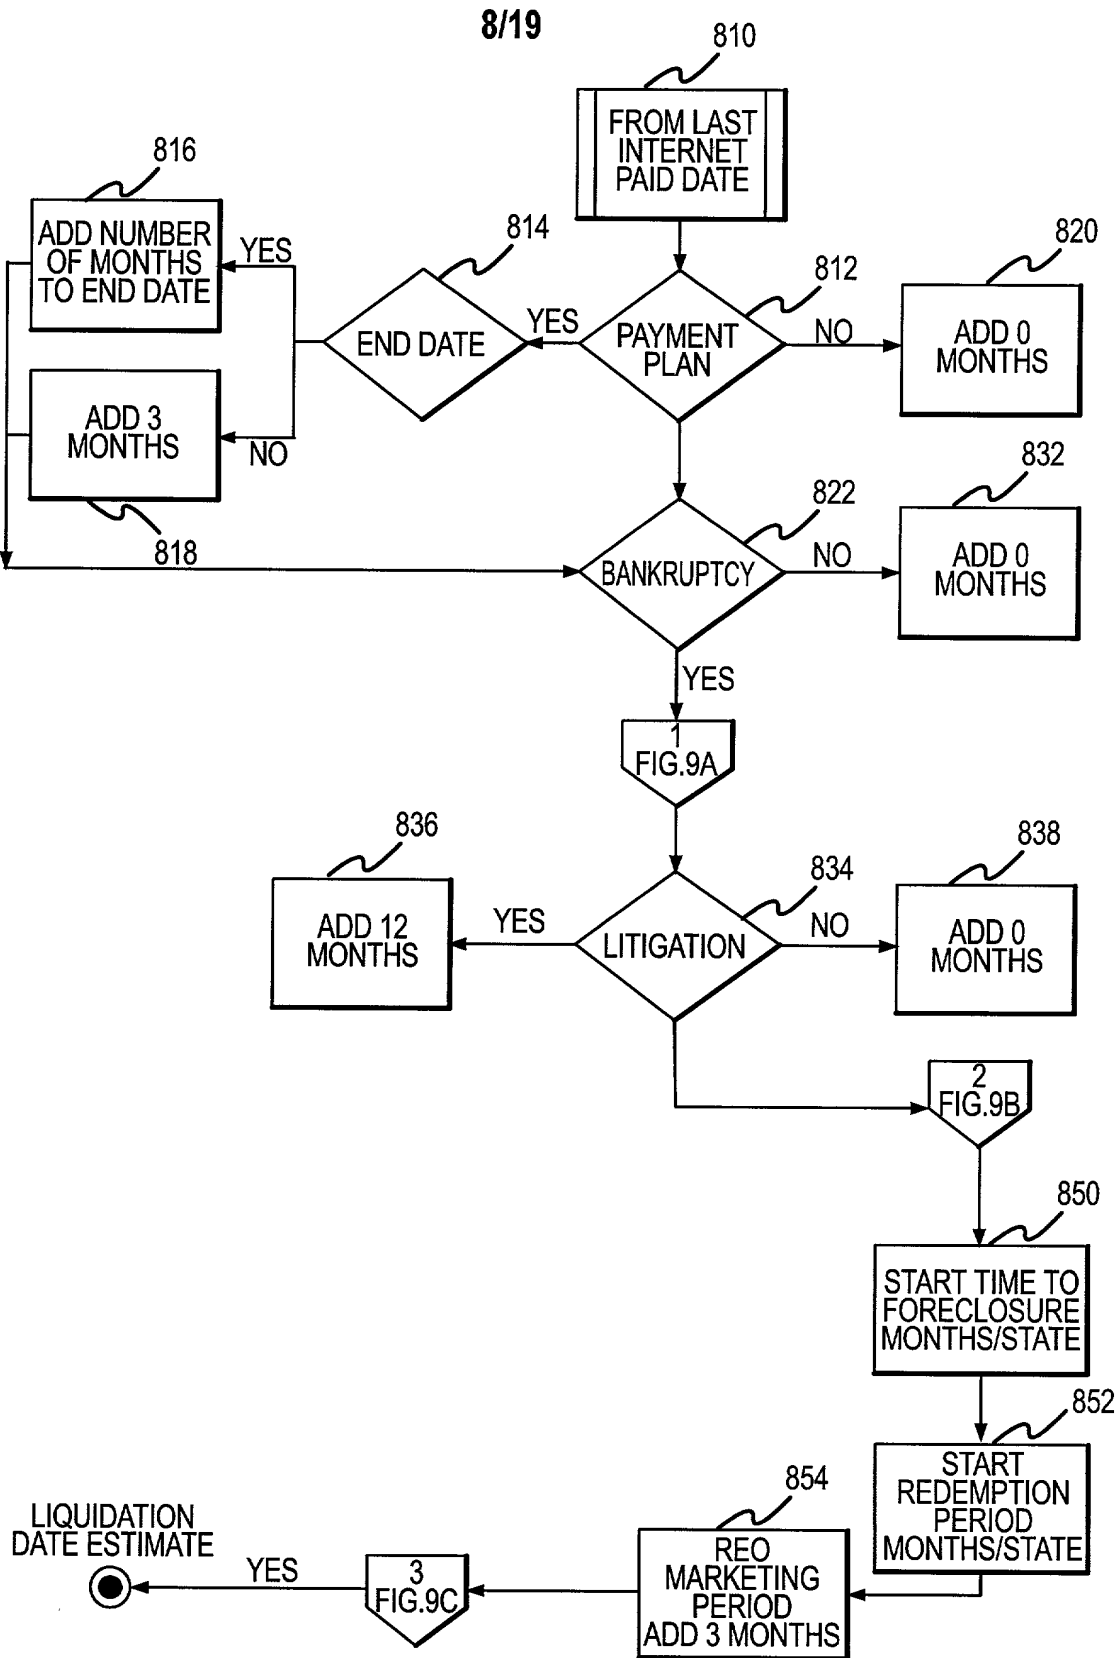 8/19
810
FROM LAST
INTERNET
PAID DATE
816
ADD NUMBER
OF MONTHS
TO END DATE
YES
814
END DATE
YES
812
PAYMENT
PLAN
NO
820
ADD 0
MONTHS
ADD 3
MONTHS
NO
818
822
BANKRUPTCY
NO
832
ADD 0
MONTHS
YES
1
FIG.9A
836
ADD 12
MONTHS
YES
834
LITIGATION
NO
838
ADD 0
MONTHS
2
FIG.9B
850
START TIME TO
FORECLOSURE
MONTHS/STATE
852
START
REDEMPTION
PERIOD
MONTHS/STATE
854
REO
MARKETING
PERIOD
ADD 3 MONTHS
3
FIG.9C
YES
LIQUIDATION
DATE ESTIMATE